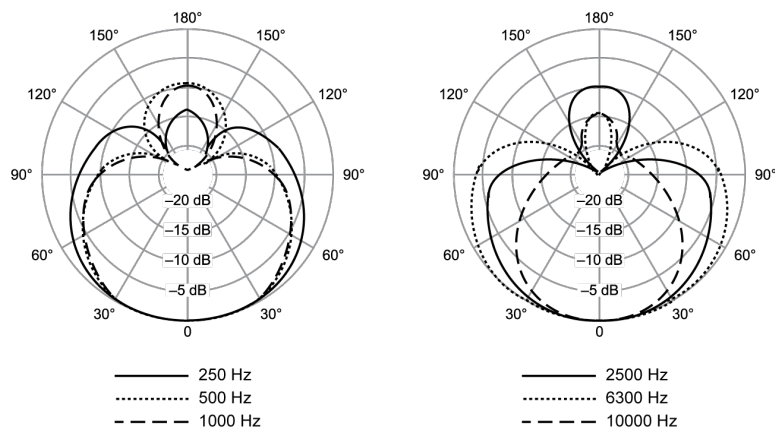 180°
150° 150°
120° 120°
90° 90°
–20 dB
–15 dB
60° 60°
–10 dB
–5 dB
30° 30°
0
250 Hz
500 Hz
1000 Hz
180°
150° 150°
120° 120°
90° 90°
–20 dB
–15 dB
60° 60°
–10 dB
–5 dB
30° 30°
0
2500 Hz
6300 Hz
10000 Hz